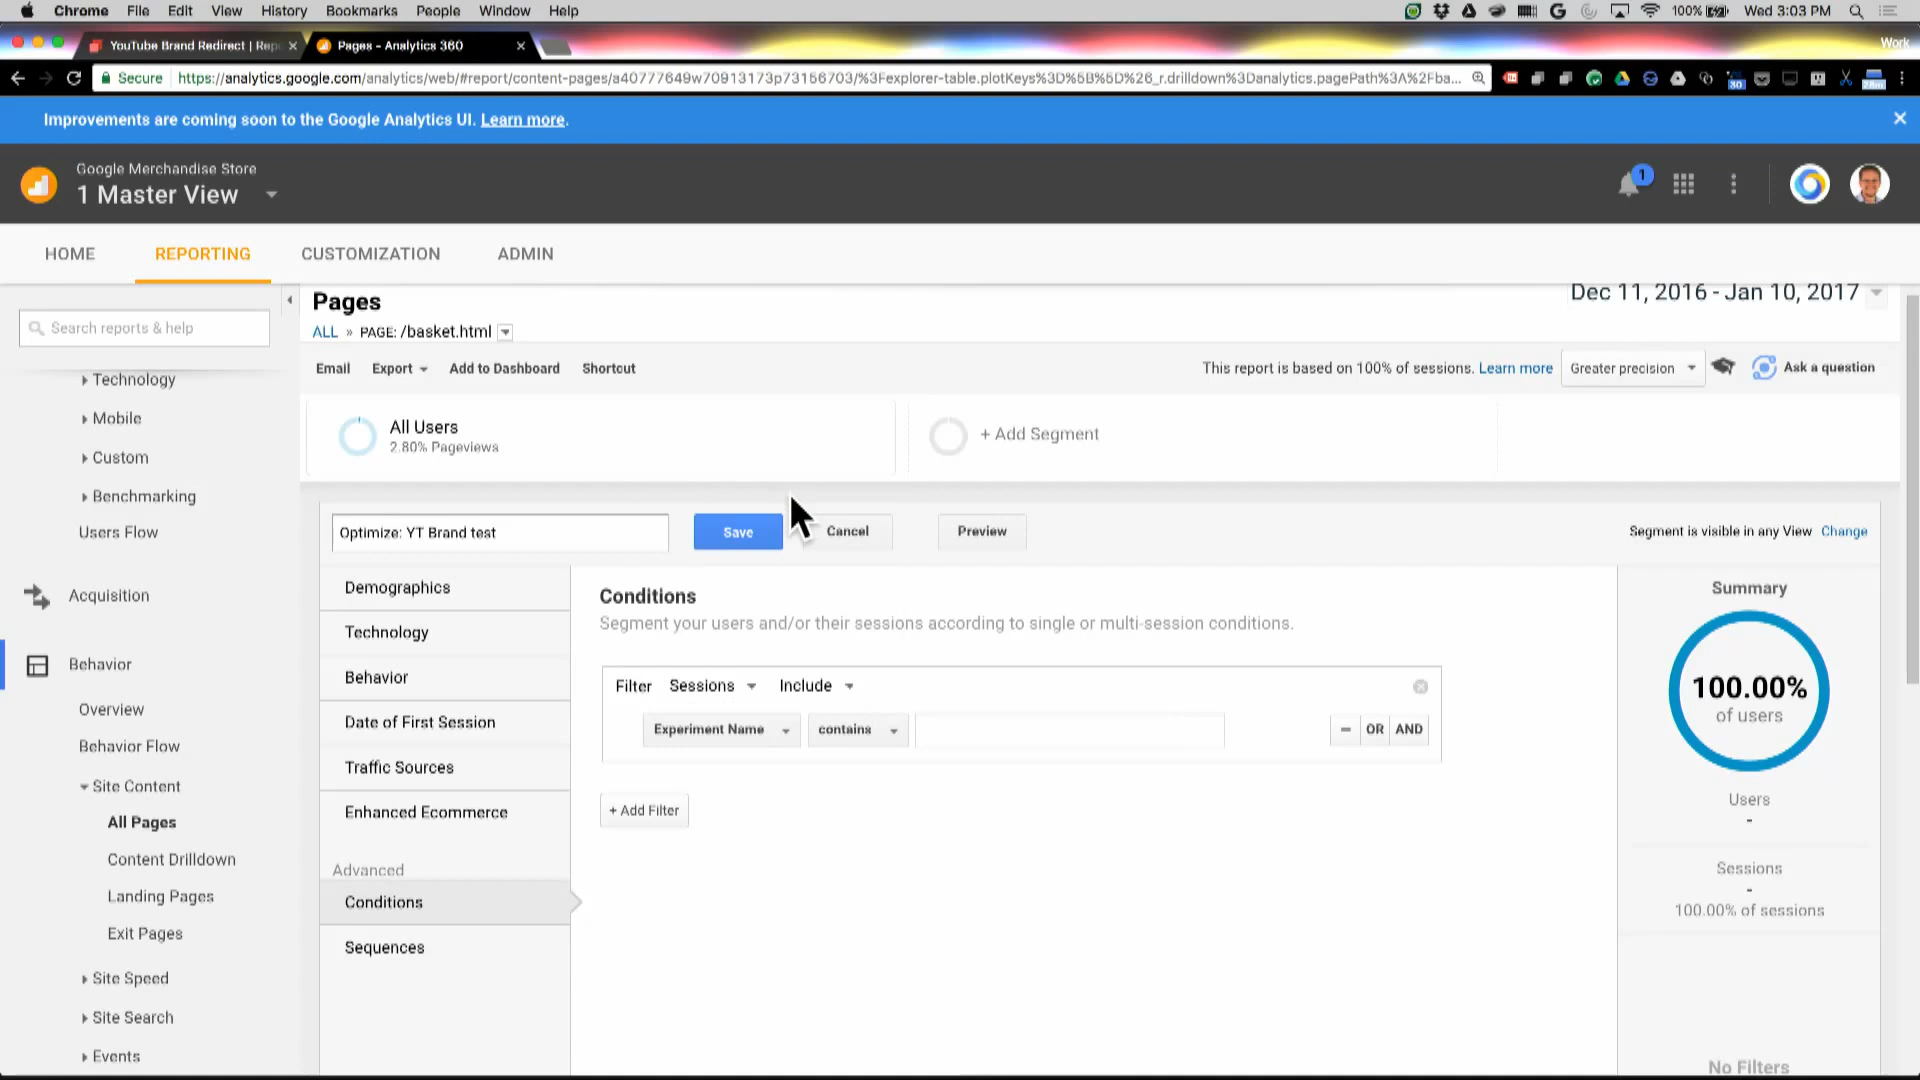 Chrome File Edit View History Bookmarks People Window Help
100% Wed 3:03 PM
YouTube Brand Redirect | Rep
Pages - Analytics 360
Work
Secure https://analytics.google.com/analytics/web/#report/content-pages/a40777649w70913173p73156703/%3Fexplorer-table.plotKeys%3D%5B%5D%26_r.drilldown%3Danalytics.pagePath%3A%2Fba...
30
Improvements are coming soon to the Google Analytics UI. Learn more.
Google Merchandise Store
1 Master View
1
HOME REPORTING CUSTOMIZATION ADMIN
Search reports & help
Technology
Mobile
Custom
Benchmarking
Users Flow
Acquisition
Behavior
Overview
Behavior Flow
Site Content
All Pages
Content Drilldown
Landing Pages
Exit Pages
Site Speed
Site Search
Events
Pages
Dec 11, 2016 - Jan 10, 2017
ALL » PAGE: /basket.html
Email Export Add to Dashboard Shortcut
This report is based on 100% of sessions. Learn more
Greater precision
Ask a question
All Users
2.80% Pageviews
+ Add Segment
Optimize: YT Brand test
Save Cancel Preview
Segment is visible in any View Change
Demographics
Technology
Behavior
Date of First Session
Traffic Sources
Enhanced Ecommerce
Advanced
Conditions
Sequences
Conditions
Segment your users and/or their sessions according to single or multi-session conditions.
Filter Sessions Include
Experiment Name contains
- OR AND
+ Add Filter
Summary
100.00%
of users
Users
-
Sessions
-
100.00% of sessions
No Filters